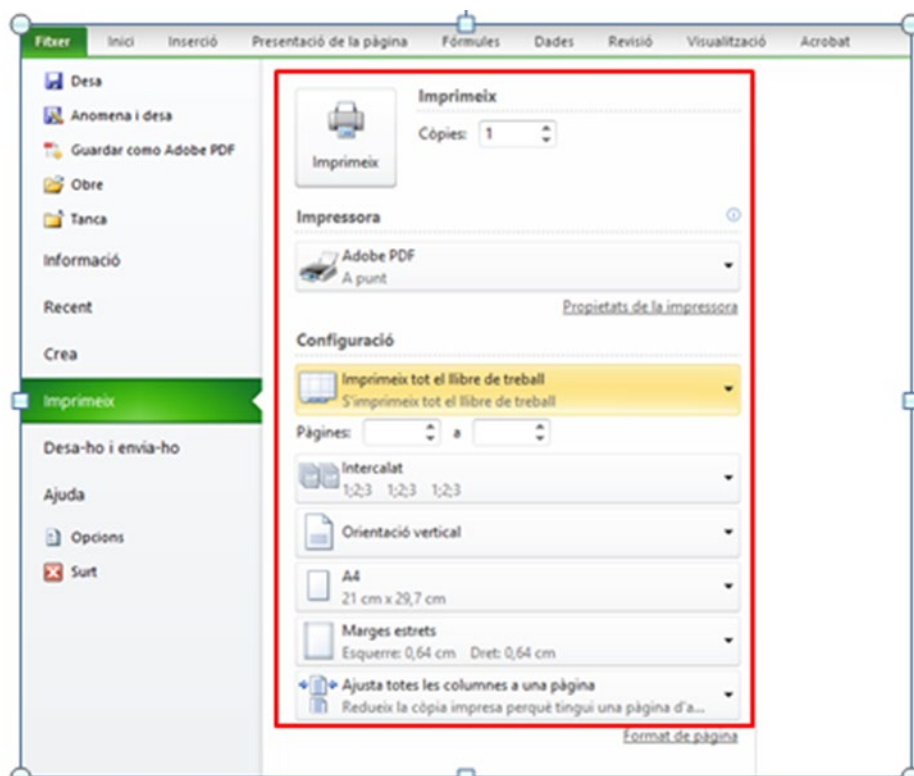 Fitxer Inici Inserció Presentació de la pàgina Fórmules Dades Revisió Visualització Acrobat
Desa
Anomena i desa
Guardar como Adobe PDF
Obre
Tanca
Informació
Recent
Crea
Imprimeix
Desa-ho i envia-ho
Ajuda
Opcions
Surt
Imprimeix
Imprimeix
Còpies: 1
Impressora
Adobe PDF
A punt
Propietats de la impressora
Configuració
Imprimeix tot el llibre de treball
S'imprimeix tot el llibre de treball
Pàgines: a
Intercalat
1;2;3 1;2;3 1;2;3
Orientació vertical
A4
21 cm x 29,7 cm
Marges estrets
Esquerre: 0,64 cm Dret: 0,64 cm
Ajusta totes les columnes a una pàgina
Redueix la còpia impresa perquè tingui una pàgina d'a...
Format de pàgina